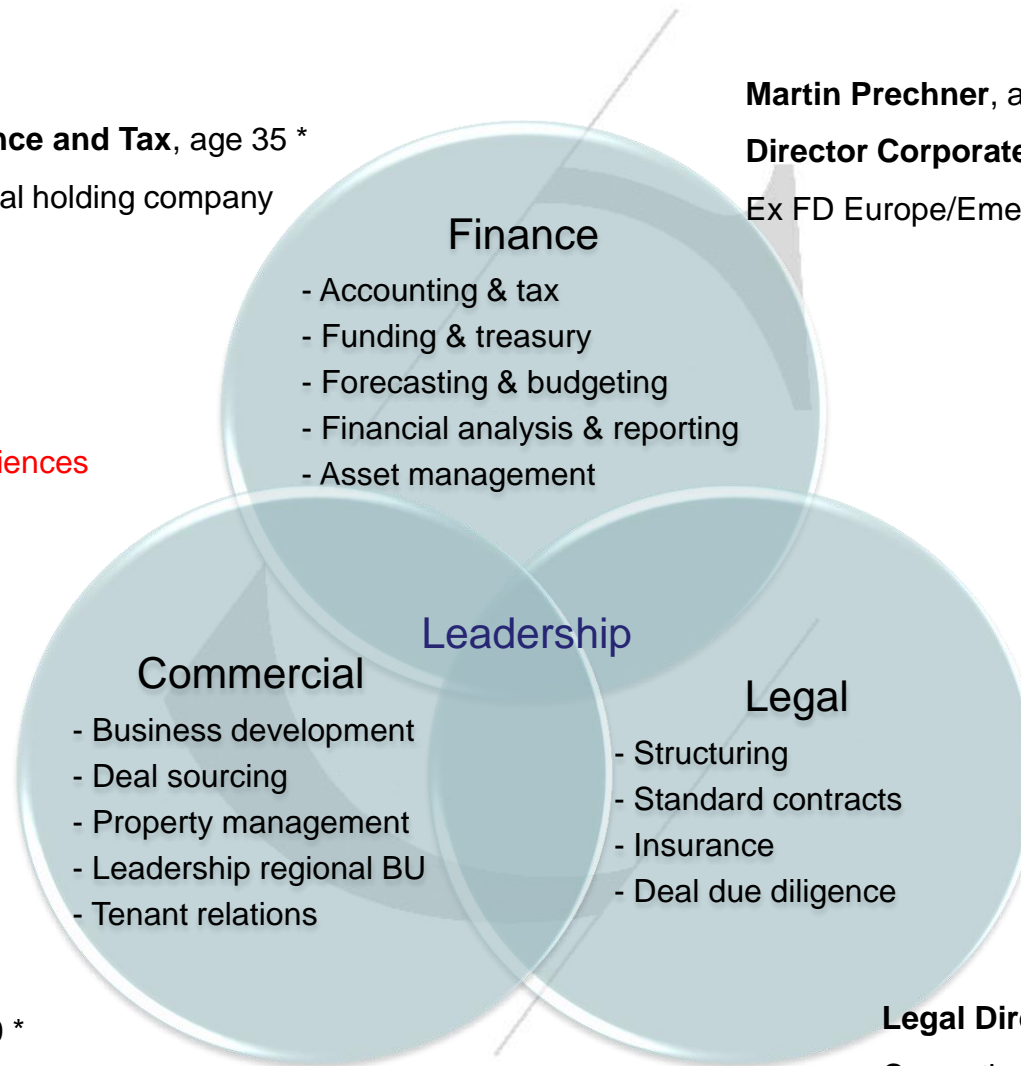 Martin Prechner, a
nce and Tax, age 35 *
Director Corporate
al holding company
Ex FD Europe/Eme
Finance
- Accounting & tax
- Funding & treasury
- Forecasting & budgeting
- Financial analysis & reporting
- Asset management
iences
Leadership
Commercial
- Business development
- Deal sourcing
- Property management
- Leadership regional BU
- Tenant relations
Legal
- Structuring
- Standard contracts
- Insurance
- Deal due diligence
*
Legal Dir